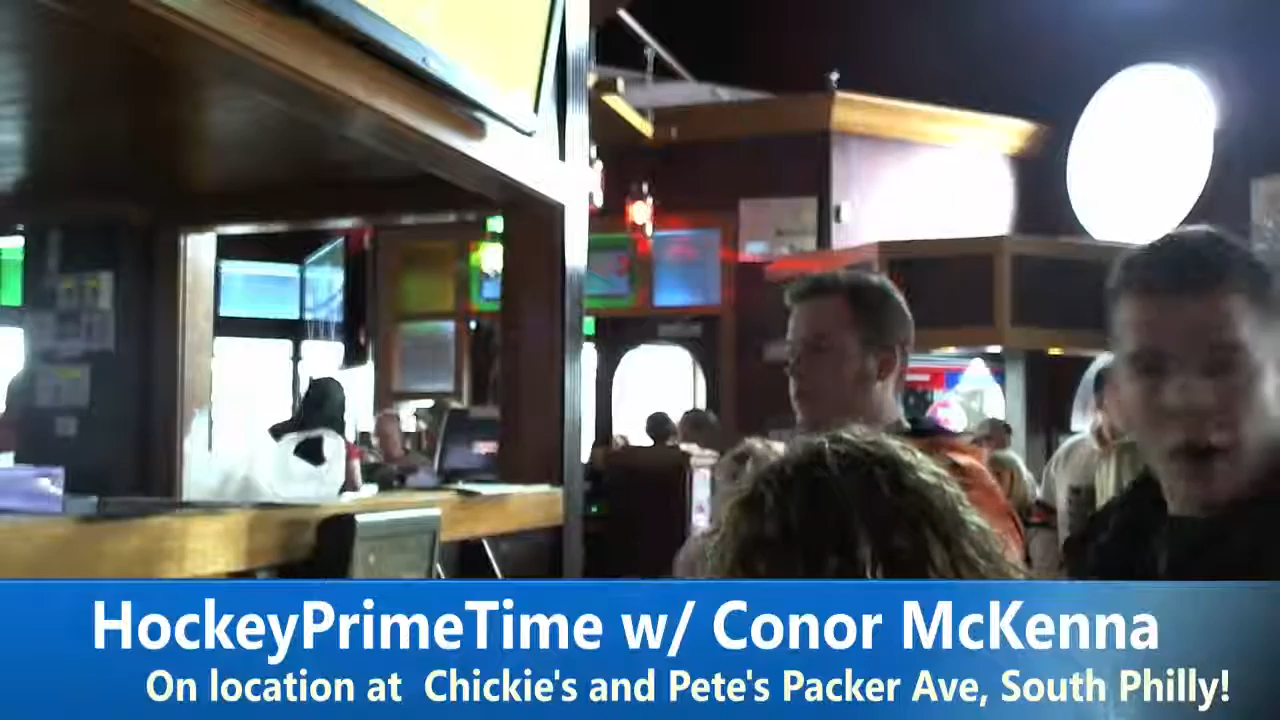 HockeyPrimeTime w/ Conor McKenna
On location at Chickie's and Pete's Packer Ave, South Philly!